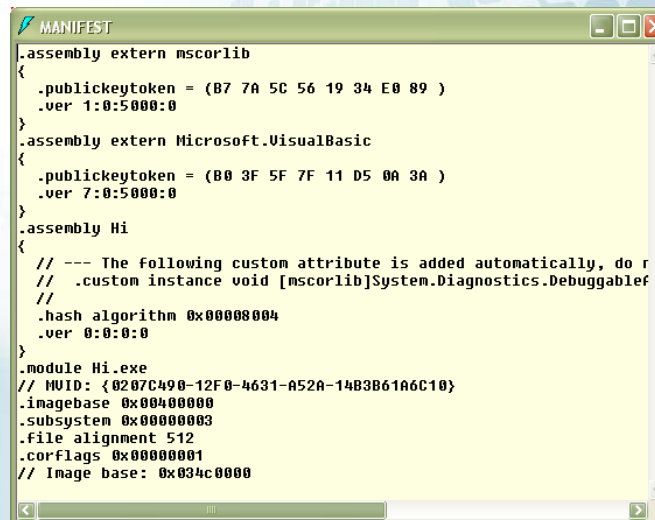 MANIFEST
.assembly extern mscorlib
{
  .publickeytoken = (B7 7A 5C 56 19 34 E0 89 )
  .ver 1:0:5000:0
}
.assembly extern Microsoft.VisualBasic
{
  .publickeytoken = (B0 3F 5F 7F 11 D5 0A 3A )
  .ver 7:0:5000:0
}
.assembly Hi
{
  // --- The following custom attribute is added automatically, do
  //  .custom instance void [mscorlib]System.Diagnostics.Debuggable
  //
  .hash algorithm 0x00008004
  .ver 0:0:0:0
}
.module Hi.exe
// MVID: {0207C490-12F0-4631-A52A-14B3B61A6C10}
.imagebase 0x00400000
.subsystem 0x00000003
.file alignment 512
.corflags 0x00000001
// Image base: 0x034c0000